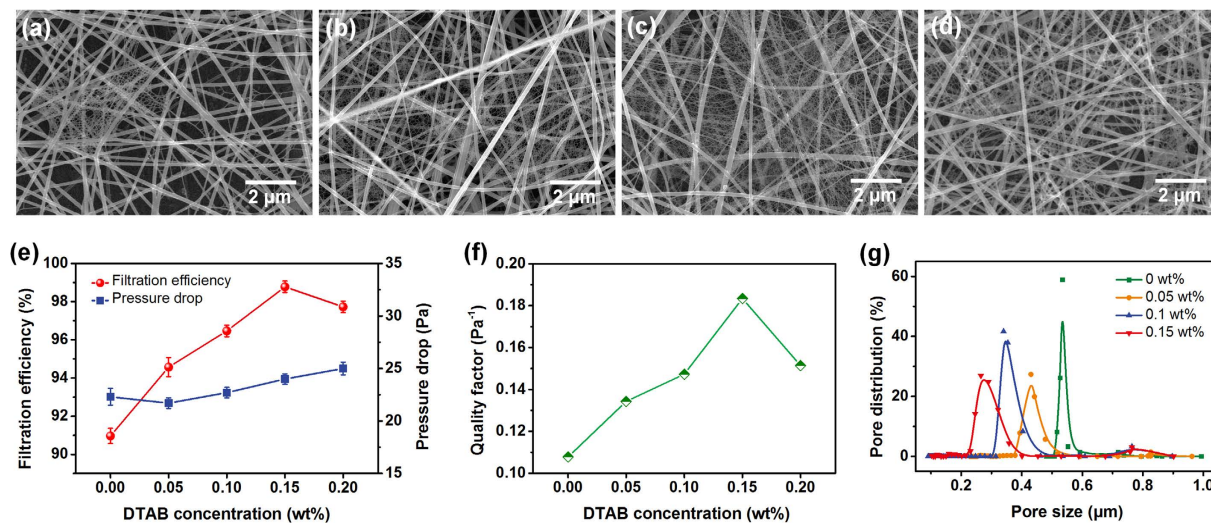 (a)
2 μm
(b)
2 μm
(c)
2 μm
(d)
2 μm
(e)
100
98
96
94
92
90
Filtration efficiency (%)
Filtration efficiency
Pressure drop
35
30
25
20
15
Pressure drop (Pa)
0.00 0.05 0.10 0.15 0.20
DTAB concentration (wt%)
(f)
0.20
0.18
0.16
0.14
0.12
0.10
Quality factor (Pa⁻¹)
0.00 0.05 0.10 0.15 0.20
DTAB concentration (wt%)
(g)
60
40
20
0
Pore distribution (%)
0 wt%
0.05 wt%
0.1 wt%
0.15 wt%
0.2 0.4 0.6 0.8 1.0
Pore size (μm)